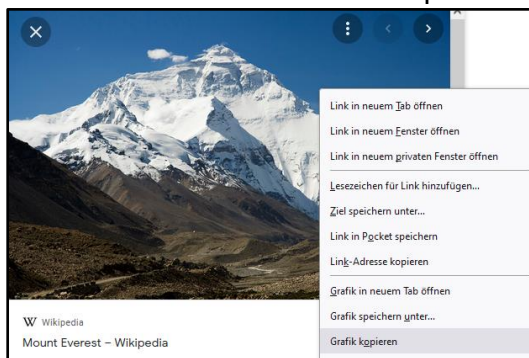 Link in neuem Tab öffnen
Link in neuem Fenster öffnen
Link in neuem privaten Fenster öffnen
Lesezeichen für Link hinzufügen...
Ziel speichern unter...
Link in Pocket speichern
Link-Adresse kopieren
Grafik in neuem Tab öffnen
Grafik speichern unter...
Grafik kopieren
W Wikipedia
Mount Everest – Wikipedia